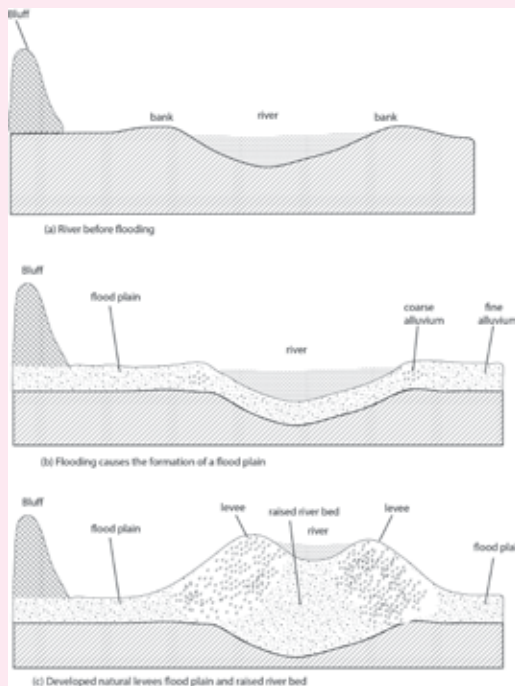 Bluff
bank
river
bank
(a) River before flooding
Bluff
flood plain
coarse
alluvium
fine
alluvium
river
(b) Flooding causes the formation of a flood plain
Bluff
flood plain
levee
raised river bed
river
levee
flood plai
(c) Developed natural levees flood plain and raised river bed